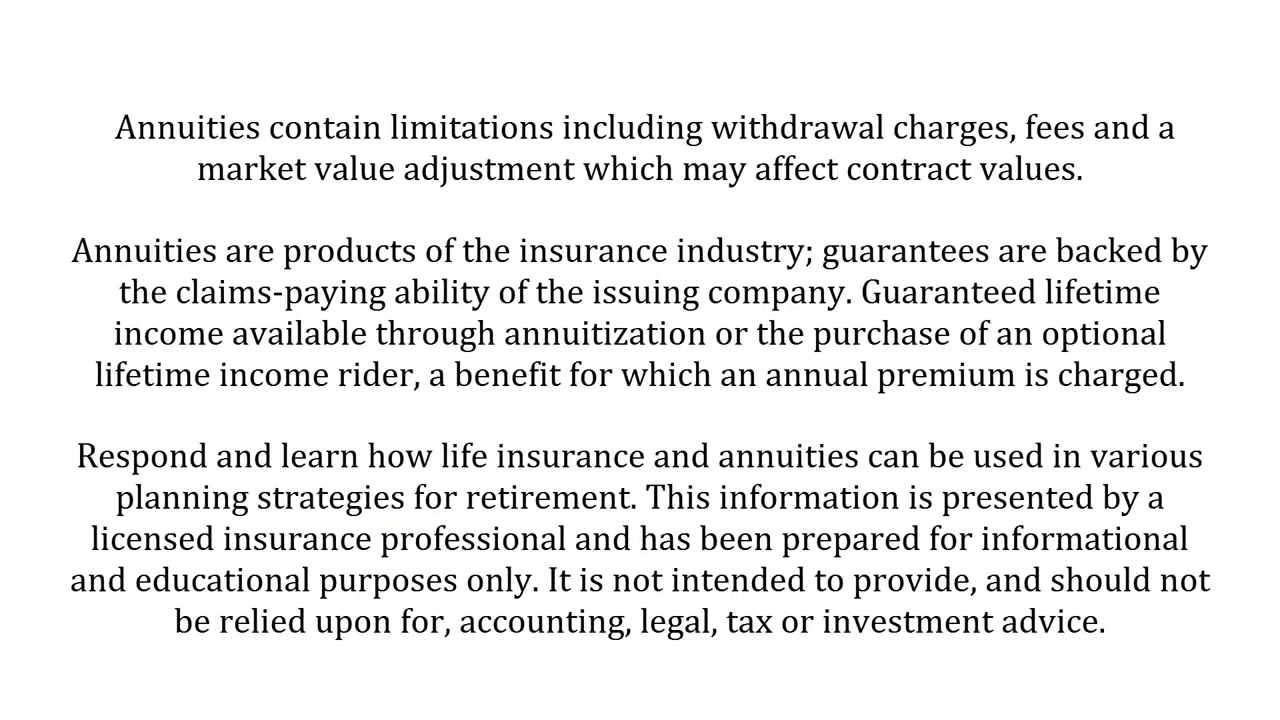 Annuities contain limitations including withdrawal charges, fees and a
market value adjustment which may affect contract values.
Annuities are products of the insurance industry; guarantees are backed by
the claims-paying ability of the issuing company. Guaranteed lifetime
income available through annuitization or the purchase of an optional
lifetime income rider, a benefit for which an annual premium is charged.
Respond and learn how life insurance and annuities can be used in various
planning strategies for retirement. This information is presented by a
licensed insurance professional and has been prepared for informational
and educational purposes only. It is not intended to provide, and should not
be relied upon for, accounting, legal, tax or investment advice.